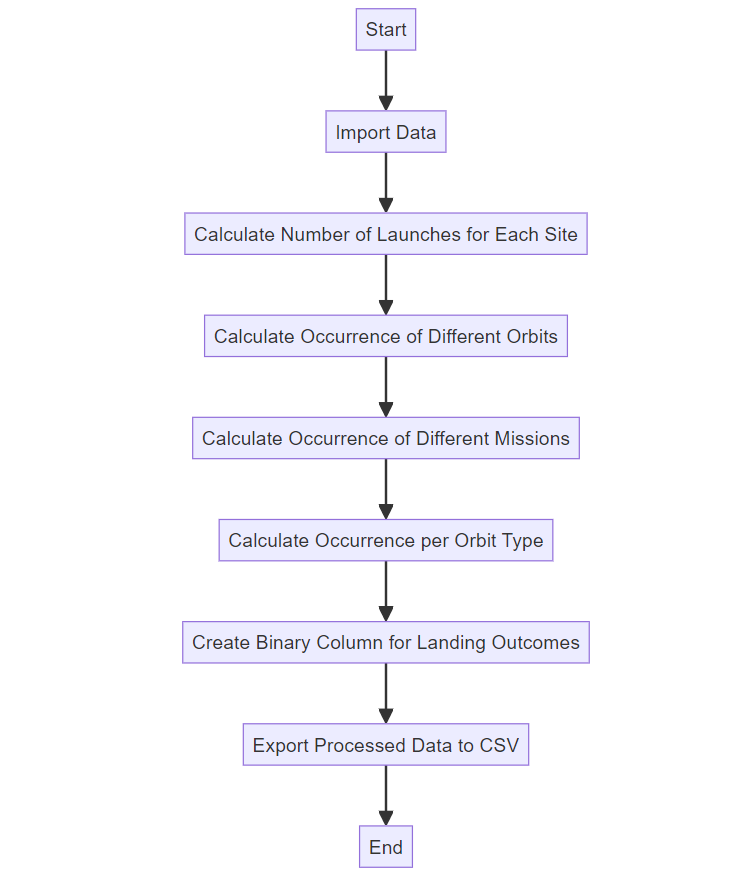 Start
Import Data
Calculate Number of Launches for Each Site
Calculate Occurrence of Different Orbits
Calculate Occurrence of Different Missions
Calculate Occurrence per Orbit Type
Create Binary Column for Landing Outcomes
Export Processed Data to CSV
End